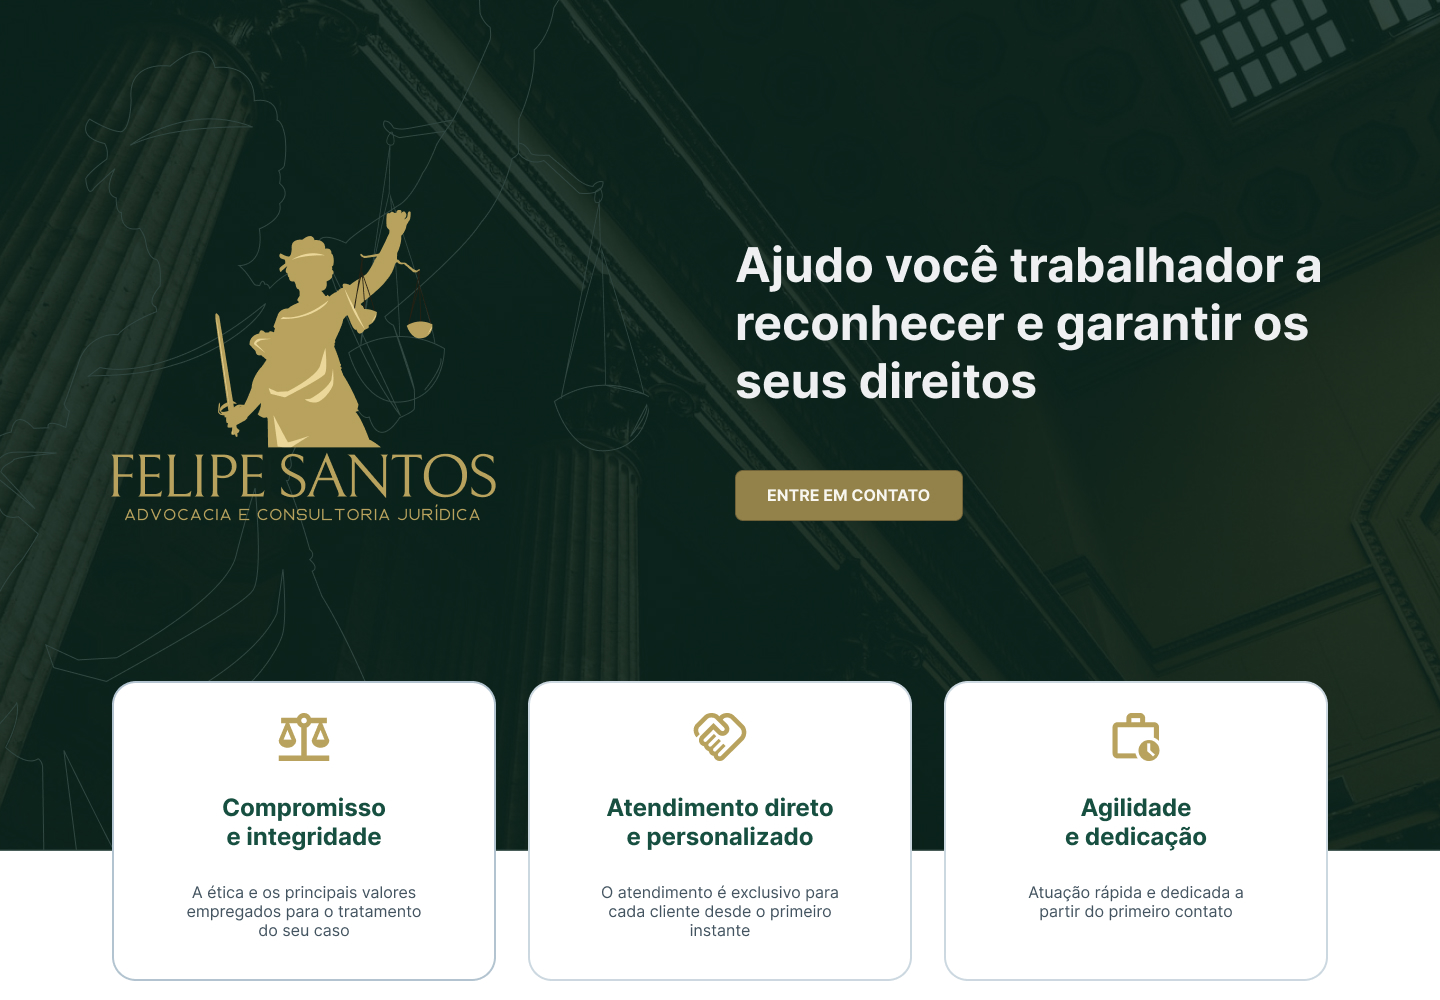 FELIPE SANTOS
ADVOCACIA E CONSULTORIA JURÍDICA
Ajudo você trabalhador a
reconhecer e garantir os
seus direitos
ENTRE EM CONTATO
Compromisso
e integridade
A ética e os principais valores
empregados para o tratamento
do seu caso
Atendimento direto
e personalizado
O atendimento é exclusivo para
cada cliente desde o primeiro
instante
Agilidade
e dedicação
Atuação rápida e dedicada a
partir do primeiro contato